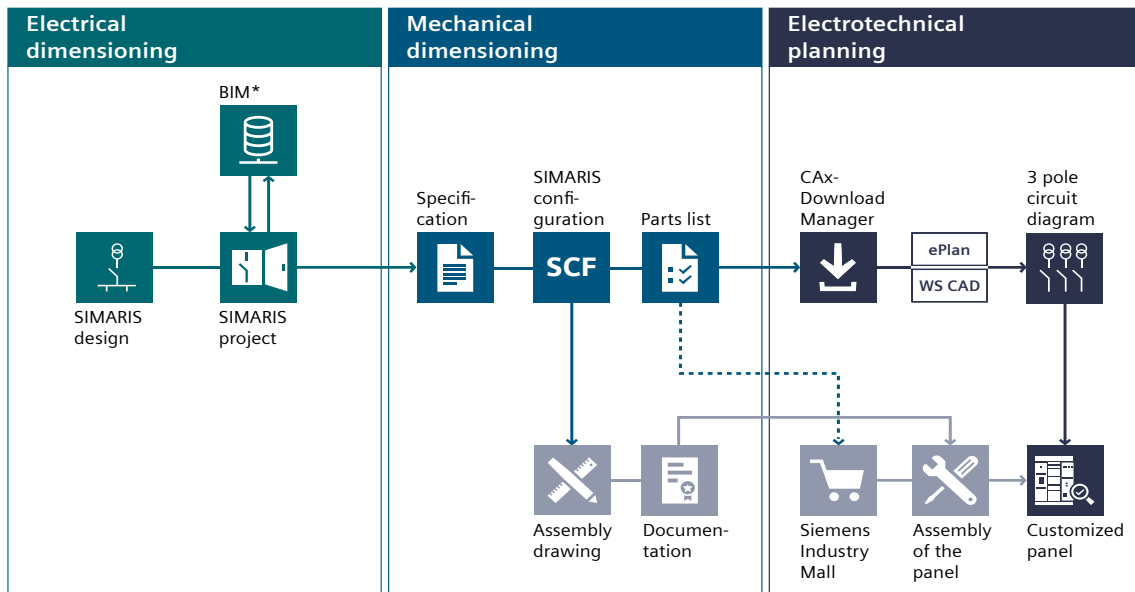 Electrical
dimensioning
Mechanical
dimensioning
Electrotechnical
planning
BIM*
SIMARIS
design
SIMARIS
project
Specifi-
cation
SIMARIS
confi-
guration
SCF
Parts list
CAx-
Download
Manager
ePlan
WS CAD
3 pole
circuit
diagram
Assembly
drawing
Documen-
tation
Siemens
Industry
Mall
Assembly
of the
panel
Customized
panel